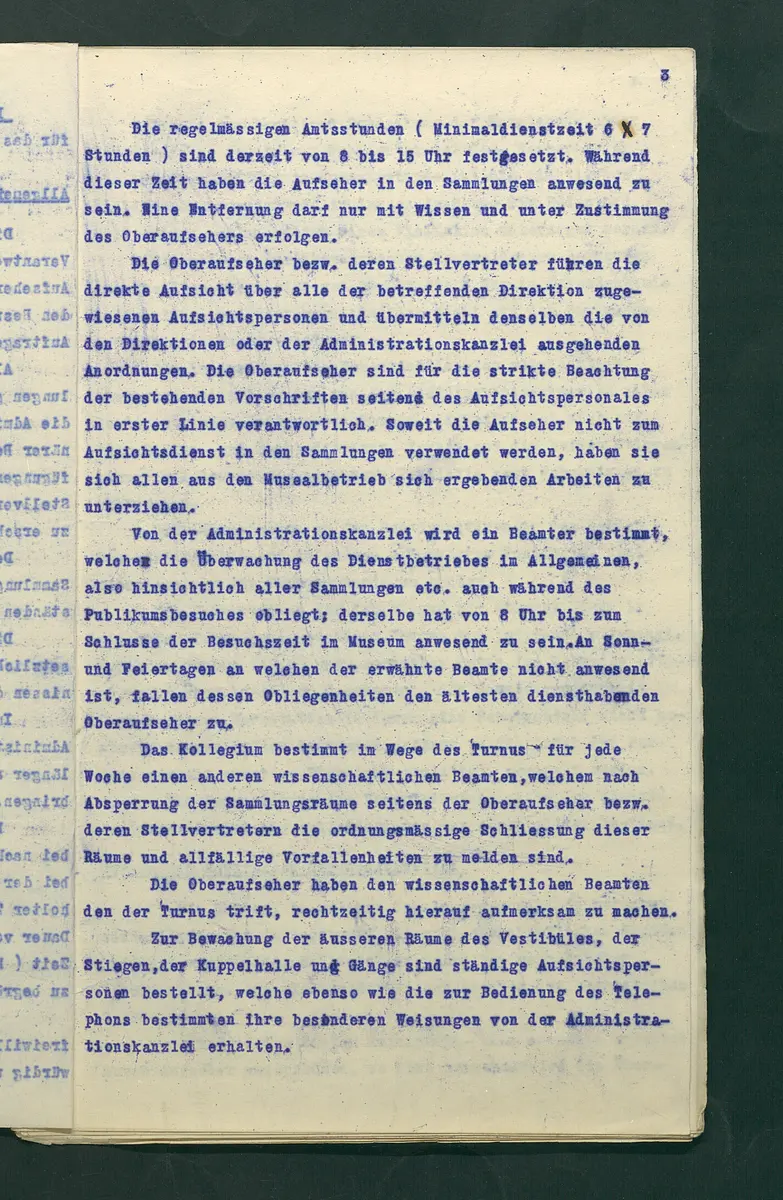 3
Die regelmässigen Amtsstunden ( Minimaldienstzeit 6 X 7
Stunden ) sind derzeit von 8 bis 15 Uhr festgesetzt. Während
dieser Zeit haben die Aufseher in den Sammlungen anwesend zu
sein. Eine Entfernung darf nur mit Wissen und unter Zustimmung
des Oberaufsehers erfolgen.
Die Oberaufseher bezw. deren Stellvertreter führen die
direkte Aufsicht über alle der betreffenden Direktion zuge-
wiesenen Aufsichtspersonen und übermitteln denselben die von
den Direktionen oder der Administrationskanzlei ausgehenden
Anordnungen. Die Oberaufseher sind für die strikte Beachtung
der bestehenden Vorschriften seitens des Aufsichtspersonales
in erster Linie verantwortlich. Soweit die Aufseher nicht zum
Aufsichtsdienst in den Sammlungen verwendet werden, haben sie
sich allen aus den Musealbetrieb sich ergebenden Arbeiten zu
unterziehen.
Von der Administrationskanzlei wird ein Beamter bestimmt,
welchem die Überwachung des Dienstbetriebes im Allgemeinen,
also hinsichtlich aller Sammlungen etc. auch während des
Publikumsbesuches obliegt; derselbe hat von 8 Uhr bis zum
Schlusse der Besuchszeit im Museum anwesend zu sein.An Sonn-
und Feiertagen an welchen der erwähnte Beamte nicht anwesend
ist, fallen dessen Obliegenheiten den ältesten diensthabenden
Oberaufseher zu.
Das Kollegium bestimmt im Wege des Turnus für jede
Woche einen anderen wissenschaftlichen Beamten,welchem nach
Absperrung der Sammlungsräume seitens der Oberaufseher bezw.
deren Stellvertretern die ordnungsmässige Schliessung dieser
Räume und allfällige Vorfallenheiten zu melden sind.
Die Oberaufseher haben den wissenschaftlichen Beamten
den der Turnus trift, rechtzeitig hierauf aufmerksam zu machen.
Zur Bewachung der äusseren Räume des Vestibüles, der
Stiegen,der Kuppelhalle und Gänge sind ständige Aufsichtsper-
sonen bestellt, welche ebenso wie die zur Bedienung des Tele-
phons bestimmten ihre besonderen Weisungen von der Administra-
tionskanzlei erhalten.